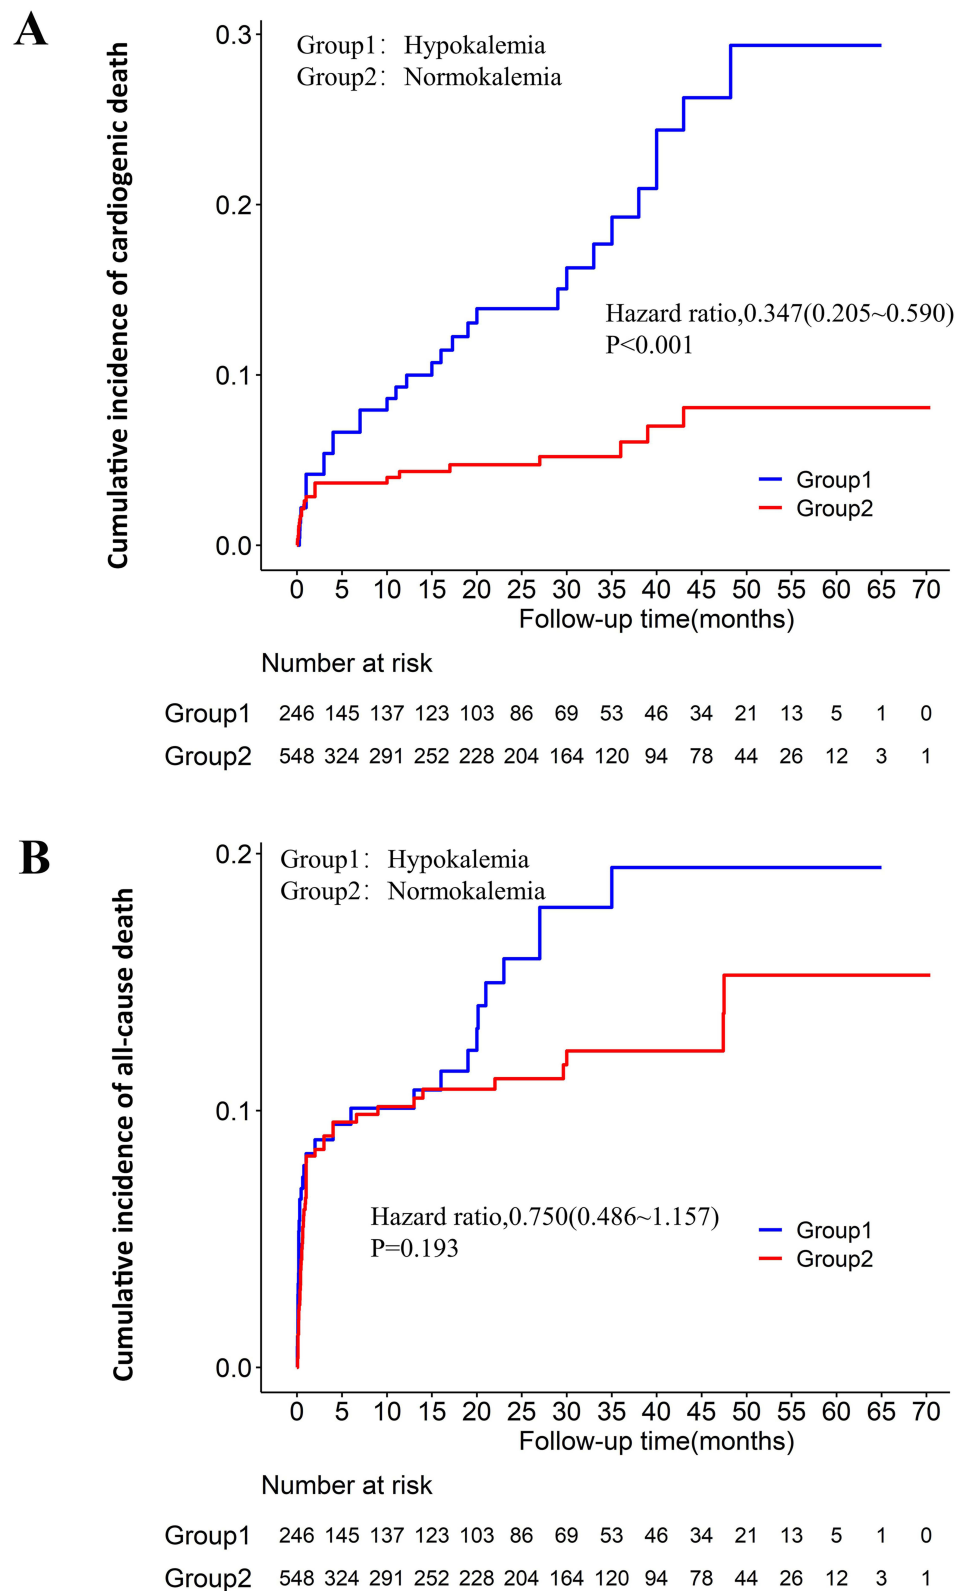 A
Cumulative incidence of cardiogenic death
Group1： Hypokalemia
Group2： Normokalemia
0.3
0.2
0.1
0.0
Hazard ratio,0.347(0.205~0.590)
P<0.001
Group1
Group2
0 5 10 15 20 25 30 35 40 45 50 55 60 65 70
Follow-up time(months)
Number at risk
Group1 246 145 137 123 103 86 69 53 46 34 21 13 5 1 0
Group2 548 324 291 252 228 204 164 120 94 78 44 26 12 3 1
B
Cumulative incidence of all-cause death
Group1： Hypokalemia
Group2： Normokalemia
0.2
0.1
0.0
Hazard ratio,0.750(0.486~1.157)
P=0.193
Group1
Group2
0 5 10 15 20 25 30 35 40 45 50 55 60 65 70
Follow-up time(months)
Number at risk
Group1 246 145 137 123 103 86 69 53 46 34 21 13 5 1 0
Group2 548 324 291 252 228 204 164 120 94 78 44 26 12 3 1